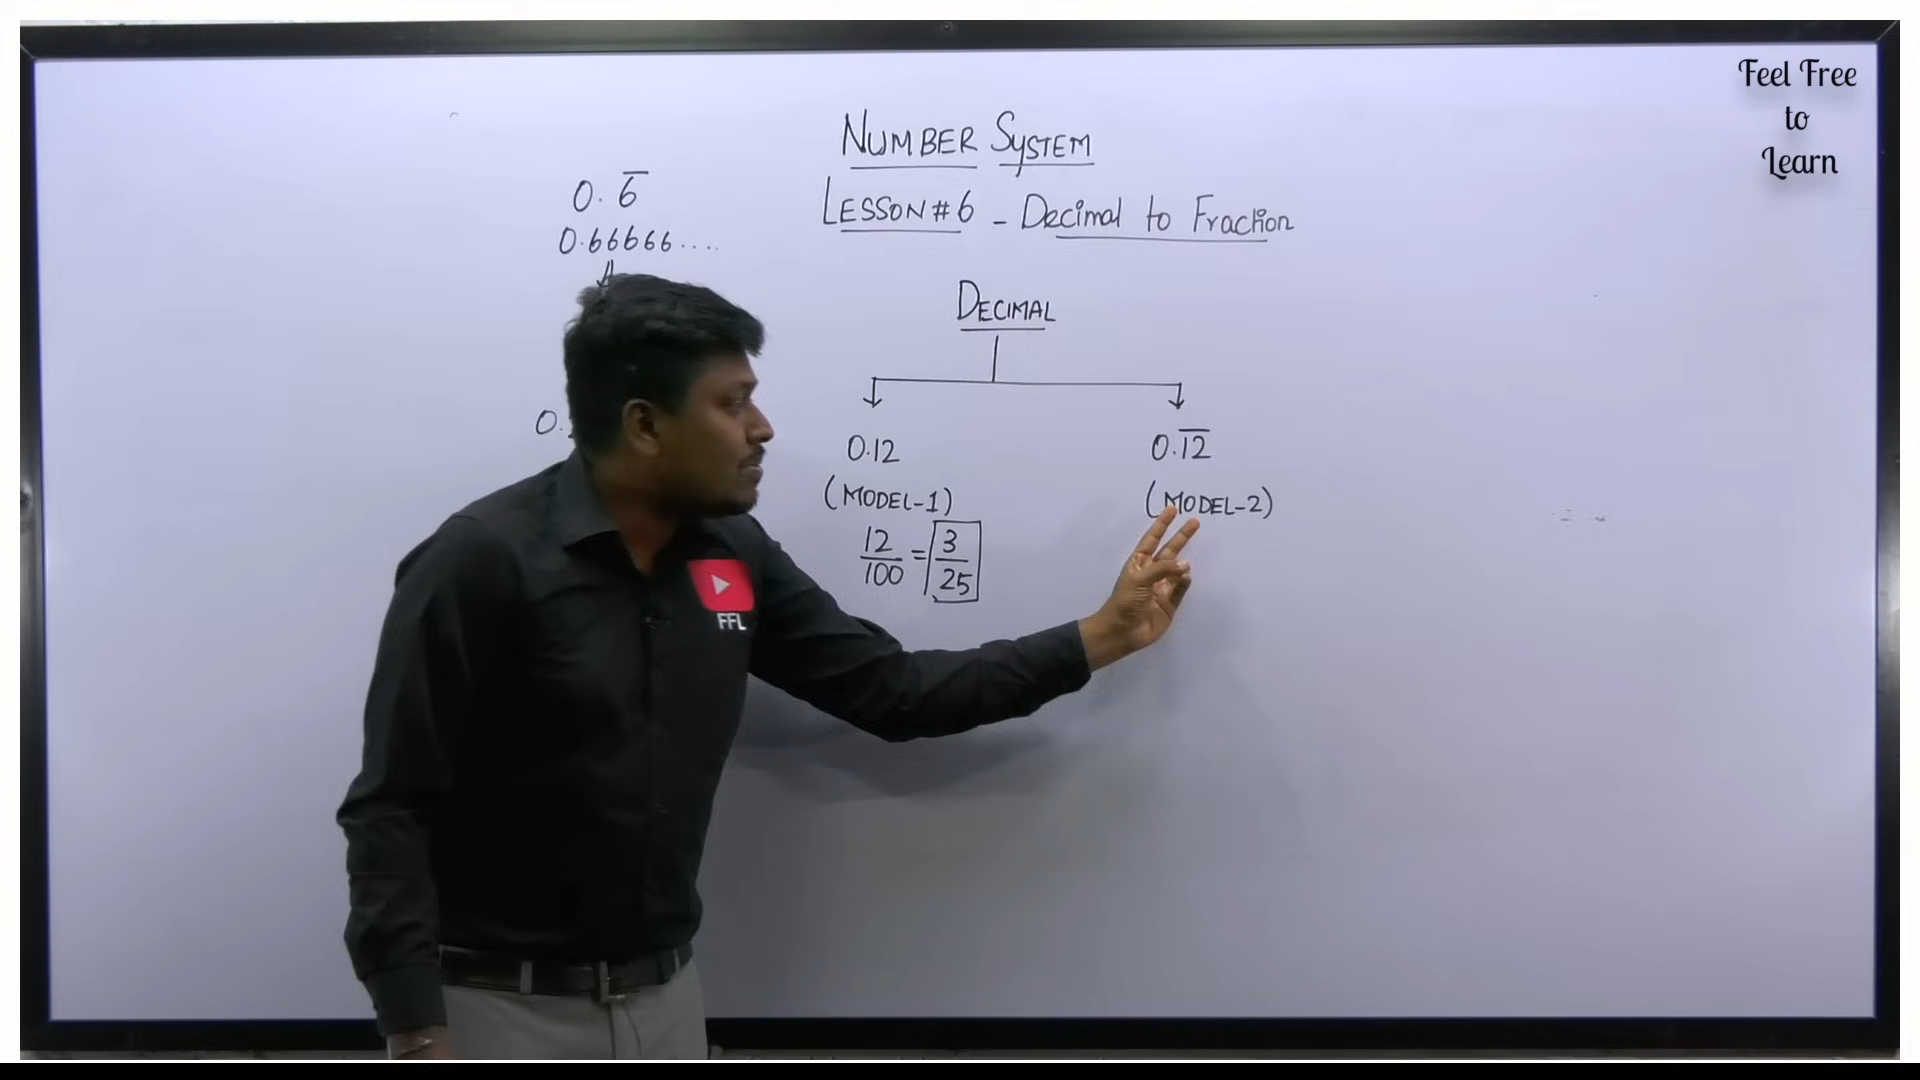 Feel Free
to
Learn
NUMBER SYSTEM
LESSON #6 - Decimal to Fraction
0.6̅
0.66666....
DECIMAL
0.
0.12
0.1̅2̅
(MODEL-1)
(MODEL-2)
12/100 = 3/25
FFL